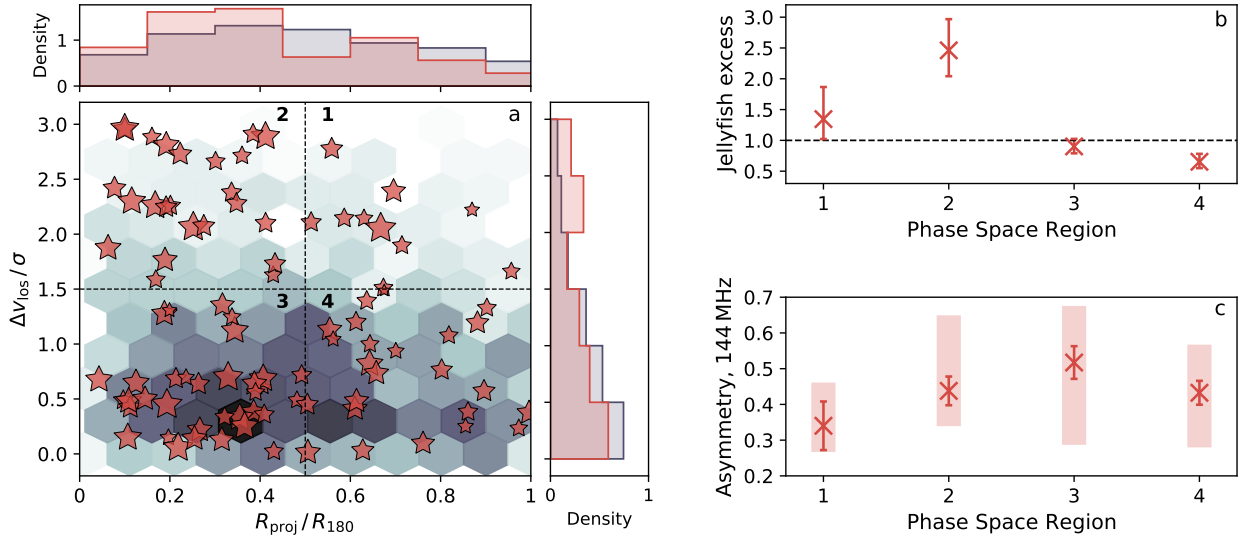 Density
1
0
3.0
2.5
2.0
1.5
1.0
0.5
0.0
Δv_los / σ
2 1 a
3 4
0 0.2 0.4 0.6 0.8 1
R_proj / R_180
0 1
Density
b
3.0
2.5
2.0
1.5
1.0
0.5
Jellyfish excess
1 2 3 4
Phase Space Region
c
0.7
0.6
0.5
0.4
0.3
0.2
Asymmetry, 144 MHz
1 2 3 4
Phase Space Region